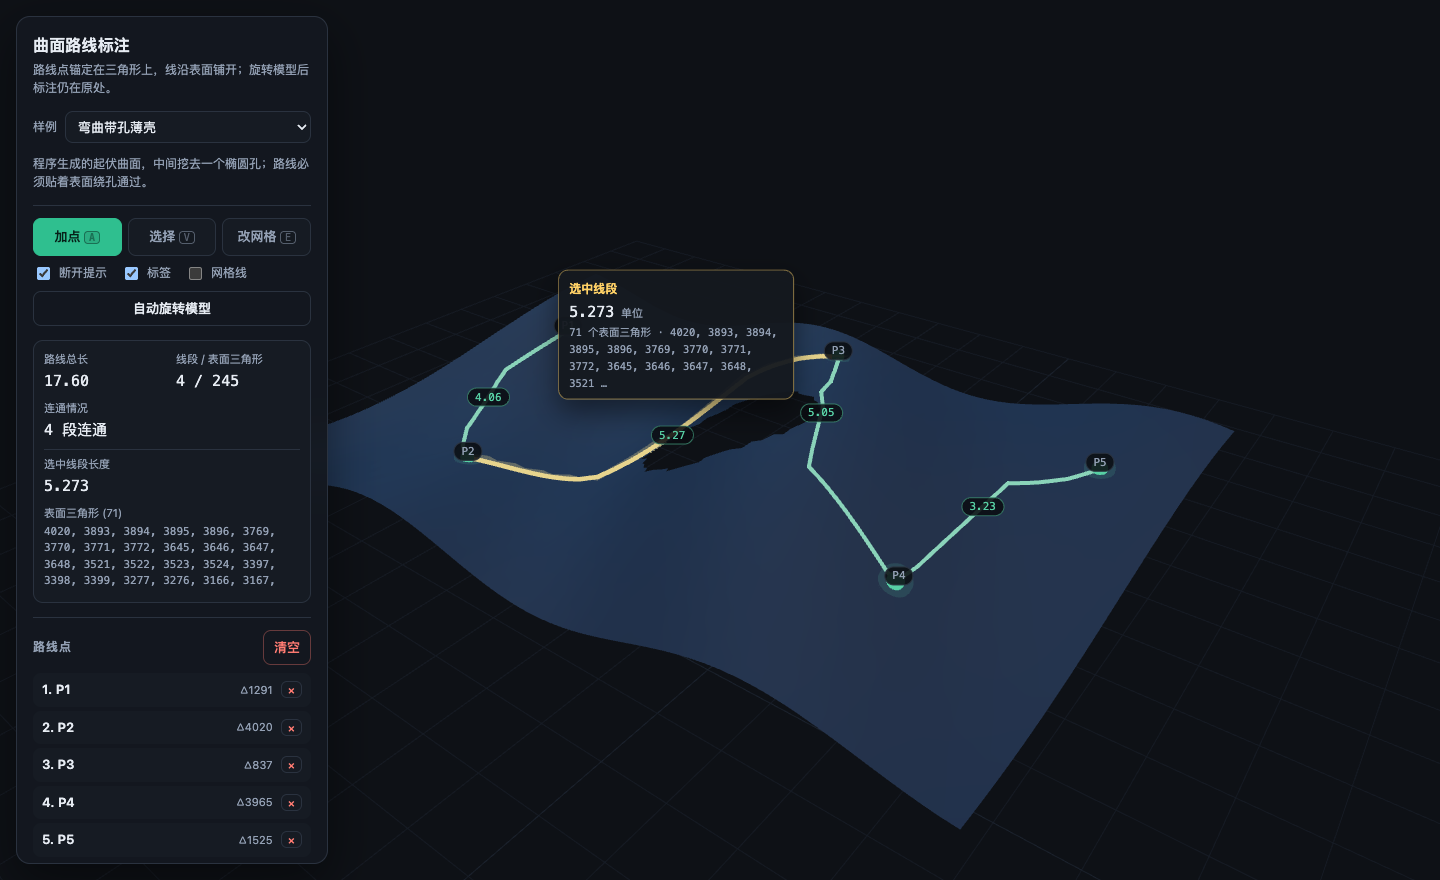 曲面路线标注
路线点锚定在三角形上，线沿表面铺开；旋转模型后
标注仍在原处。
样例
弯曲带孔薄壳
程序生成的起伏曲面，中间挖去一个椭圆孔；路线必
须贴着表面绕孔通过。
加点 A
选择 V
改网格 E
断开提示
标签
网格线
自动旋转模型
路线总长
线段 / 表面三角形
17.60
4 / 245
连通情况
4 段连通
选中线段长度
5.273
表面三角形 (71)
4020, 3893, 3894, 3895, 3896, 3769,
3770, 3771, 3772, 3645, 3646, 3647,
3648, 3521, 3522, 3523, 3524, 3397,
3398, 3399, 3277, 3276, 3166, 3167,
路线点
清空
1. P1
Δ1291
×
2. P2
Δ4020
×
3. P3
Δ837
×
4. P4
Δ3965
×
5. P5
Δ1525
×
选中线段
5.273 单位
71 个表面三角形 · 4020, 3893, 3894,
3895, 3896, 3769, 3770, 3771,
3772, 3645, 3646, 3647, 3648,
3521 …
P3
4.06
5.05
5.27
P2
P5
3.23
P4